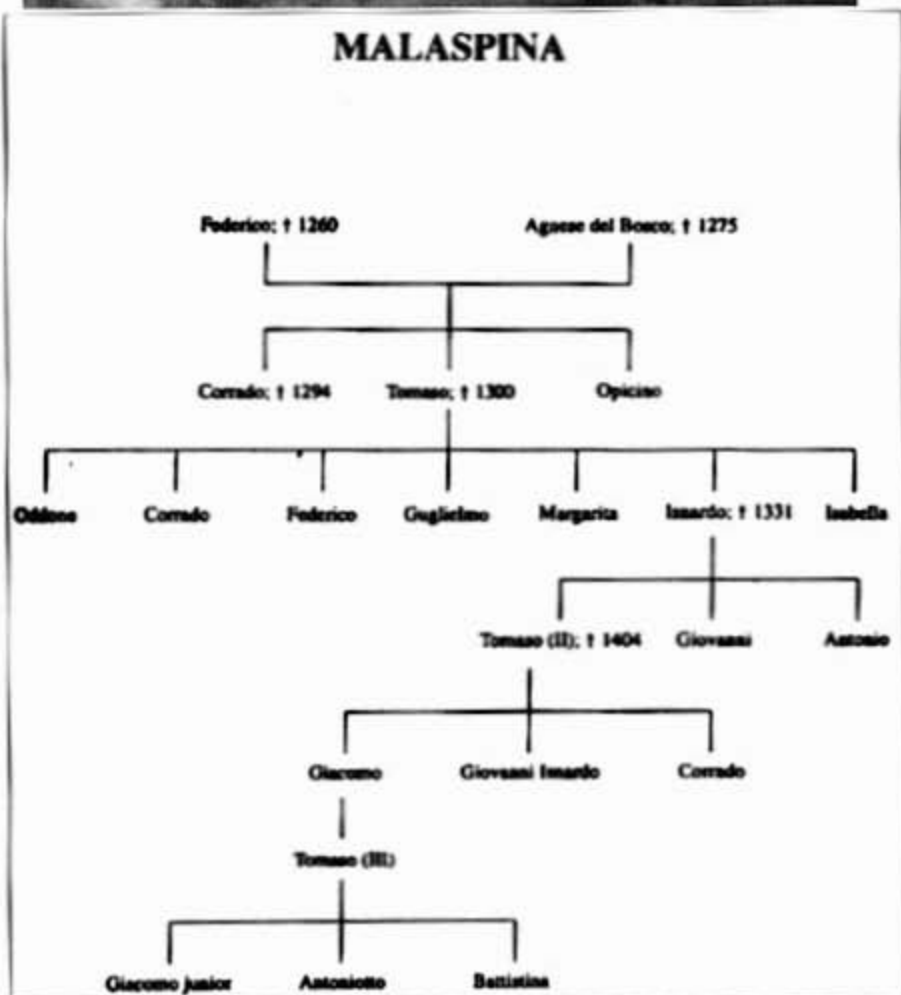 MALASPINA
Federico; † 1260 Agnese del Bosco; † 1275
Corrado; † 1294 Tomaso; † 1300 Opicino
Oddone Corrado Federico Guglielmo Margarita Isnardo; † 1331 Isabella
Tomaso (II); † 1404 Giovanni Antonio
Giacomo Giovanni Isnardo Corrado
Tomaso (III)
Giacomo junior Antoniotto Battistina